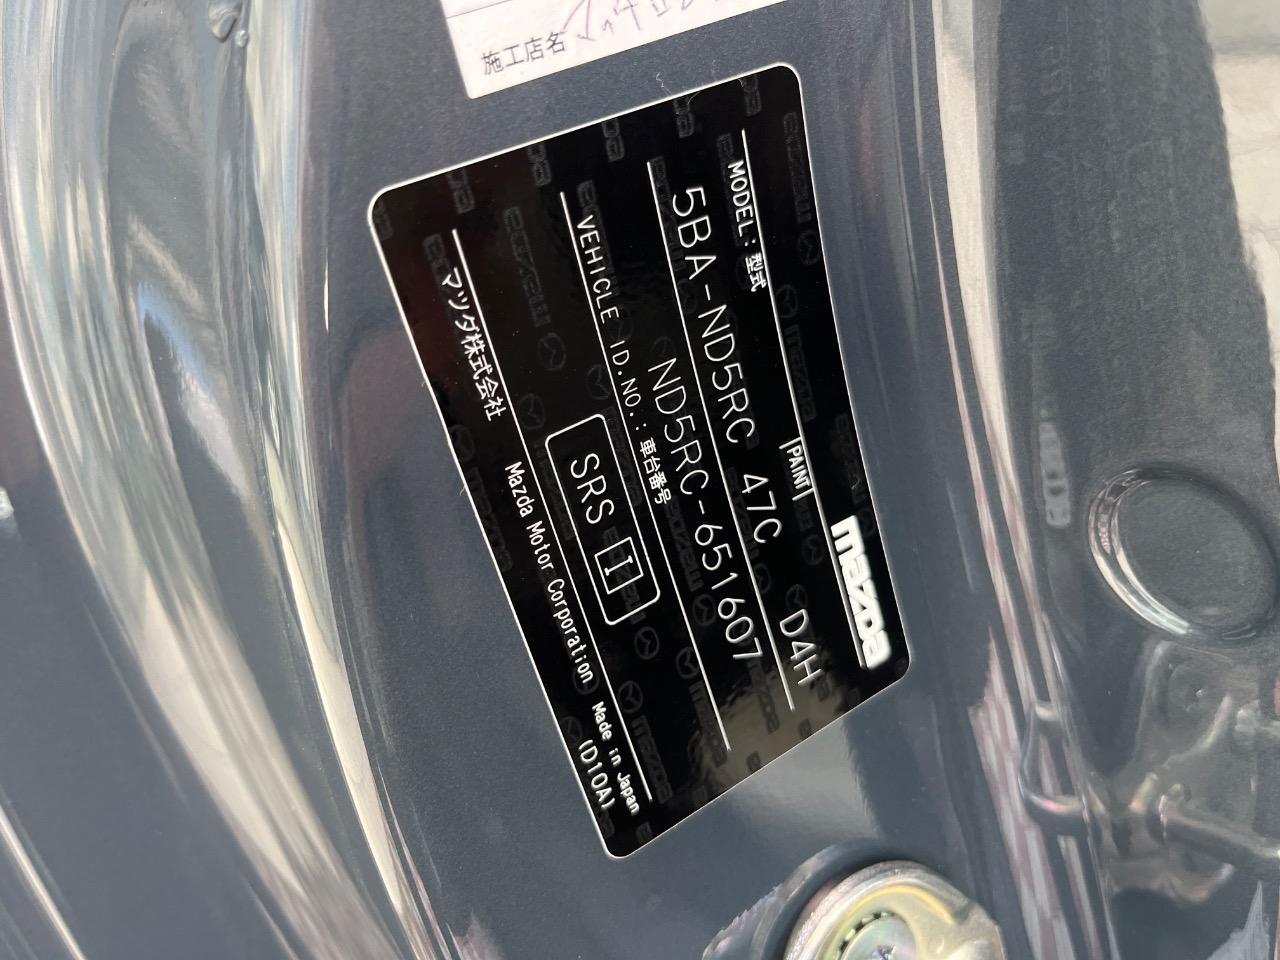 施工店名
mazda
MODEL：型式
PAINT
5BA-ND5RC 47C D4H
VEHICLE ID.NO.：車台番号
ND5RC-651607
SRS I
マツダ株式会社 Mazda Motor Corporation Made in Japan
(D10A)